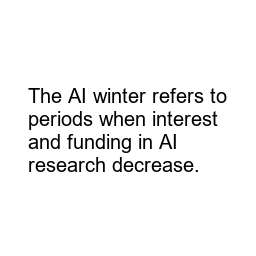 The AI winter refers to
periods when interest
and funding in AI
research decrease.